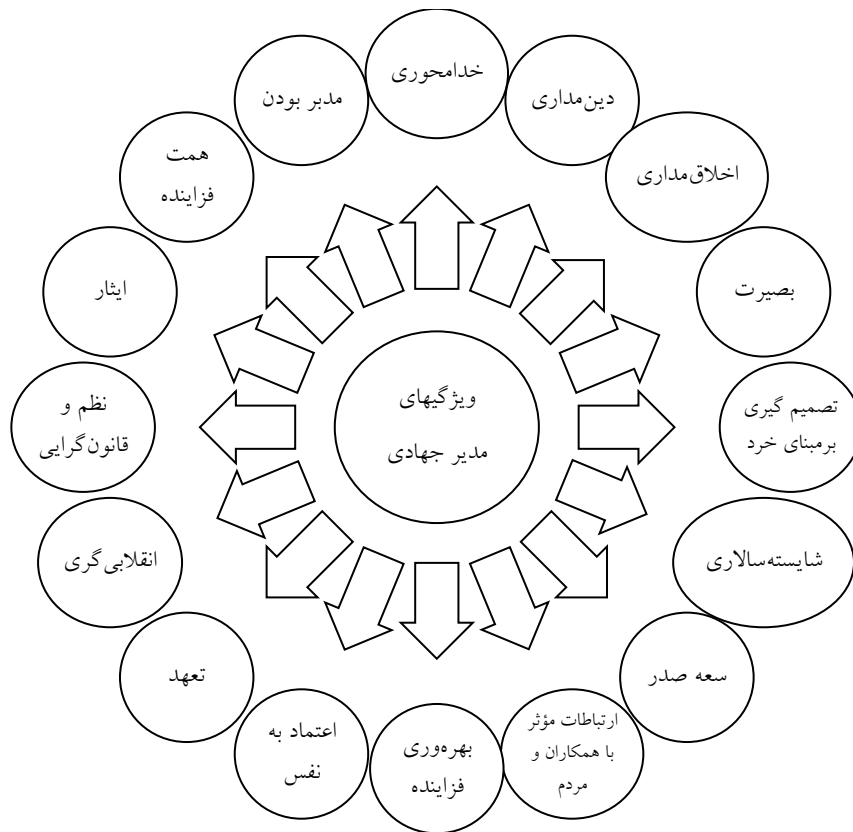 خدامحوری
دین‌مداری
اخلاق‌مداری
بصیرت
تصمیم گیری
برمبنای خرد
شایسته‌سالاری
سعه صدر
ارتباطات مؤثر
با همکاران و
مردم
بهره‌وری
فزاینده
اعتماد به
نفس
تعهد
انقلابی‌گری
نظم و
قانون‌گرایی
ایثار
همت
فزاینده
مدبر بودن
ویژگیهای
مدیر جهادی